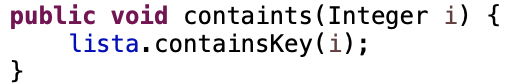 public void containts(Integer i) {
    lista.containsKey(i);
}